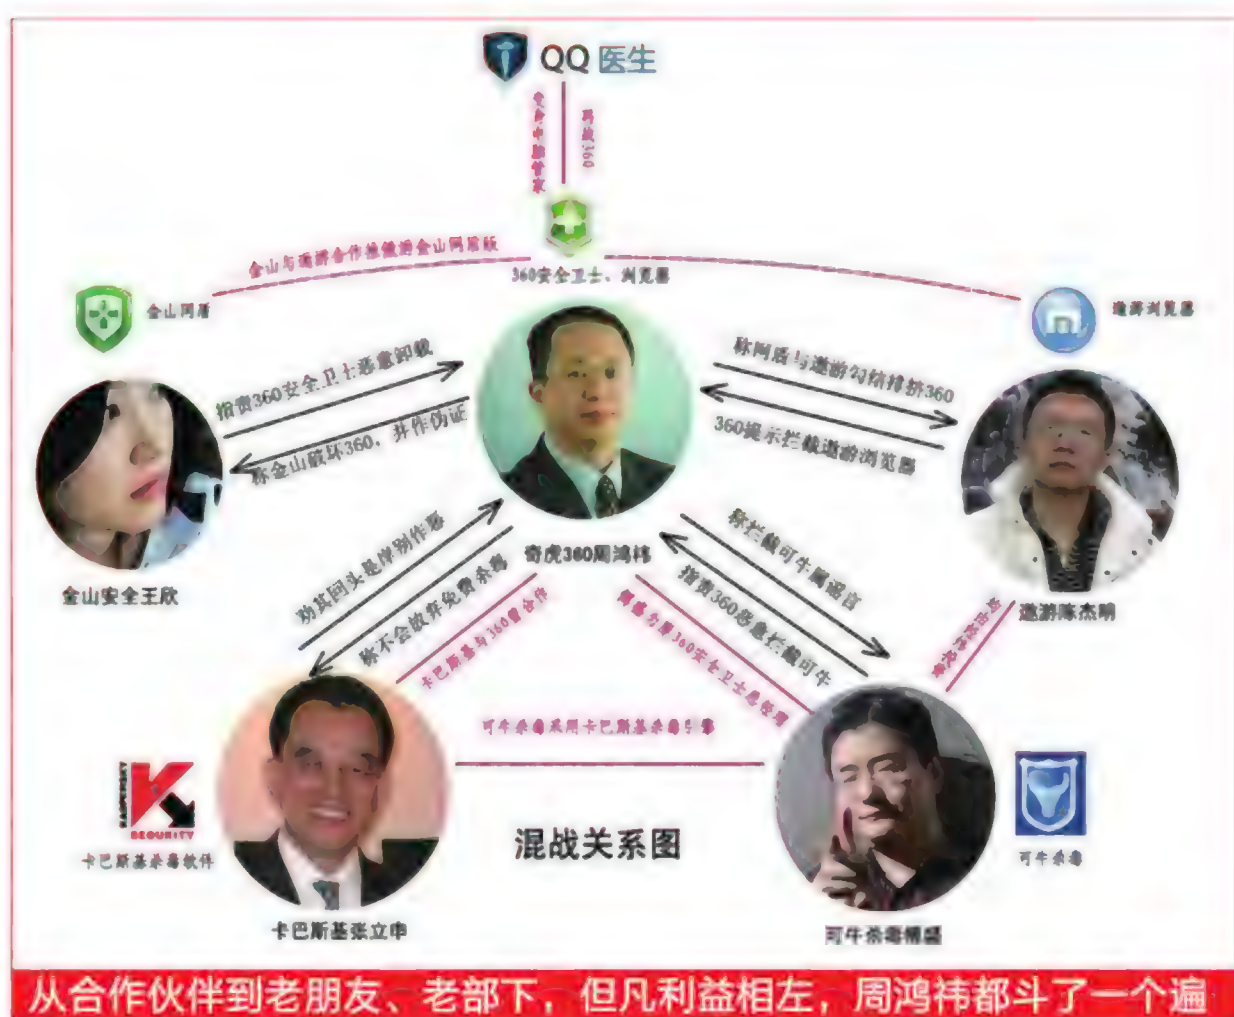 QQ 医生
变身电脑管家
再战360
金山与遨游合作推傲游金山网盾版
360安全卫士、浏览器
金山网盾
遨游浏览器
指责360安全卫士恶意卸载
称金山破坏360，并作伪证
称网盾与遨游勾结排挤360
360提示拦截遨游浏览器
金山安全王欣
奇虎360周鸿祎
遨游陈杰明
劝其回头是岸别作恶
称不会放弃免费杀毒
卡巴斯基与360曾合作
称拦截可牛属谣言
指责360恶意拦截可牛
傅盛公司360安全卫士总经理
可牛杀毒采用卡巴斯基杀毒引擎
KASPERSKY
SECURITY
卡巴斯基杀毒软件
混战关系图
可牛杀毒
卡巴斯基张立申
可牛杀毒傅盛
从合作伙伴到老朋友、老部下，但凡利益相左，周鸿祎都斗了一个遍